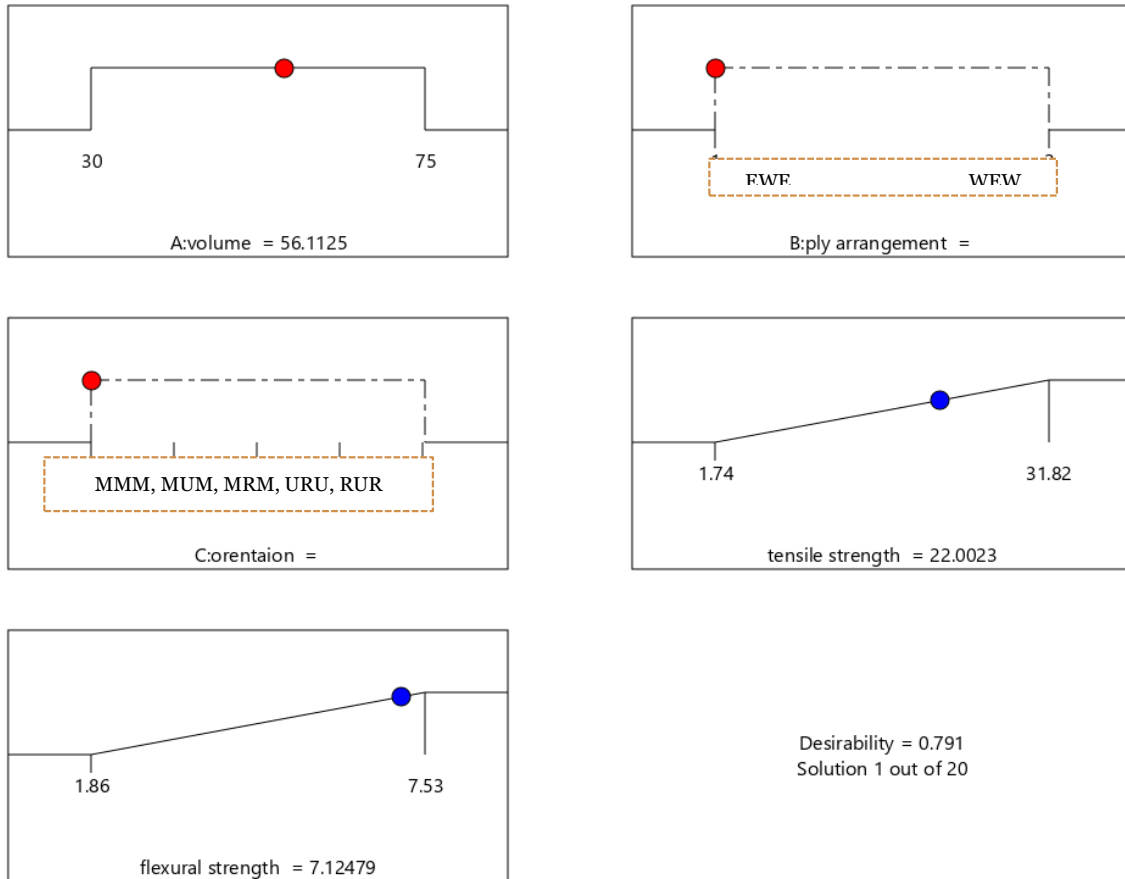 30
75
A:volume = 56.1125
EWE
WEW
B:ply arrangement =
MMM, MUM, MRM, URU, RUR
C:orentaion =
1.74
31.82
tensile strength = 22.0023
1.86
7.53
flexural strength = 7.12479
Desirability = 0.791
Solution 1 out of 20